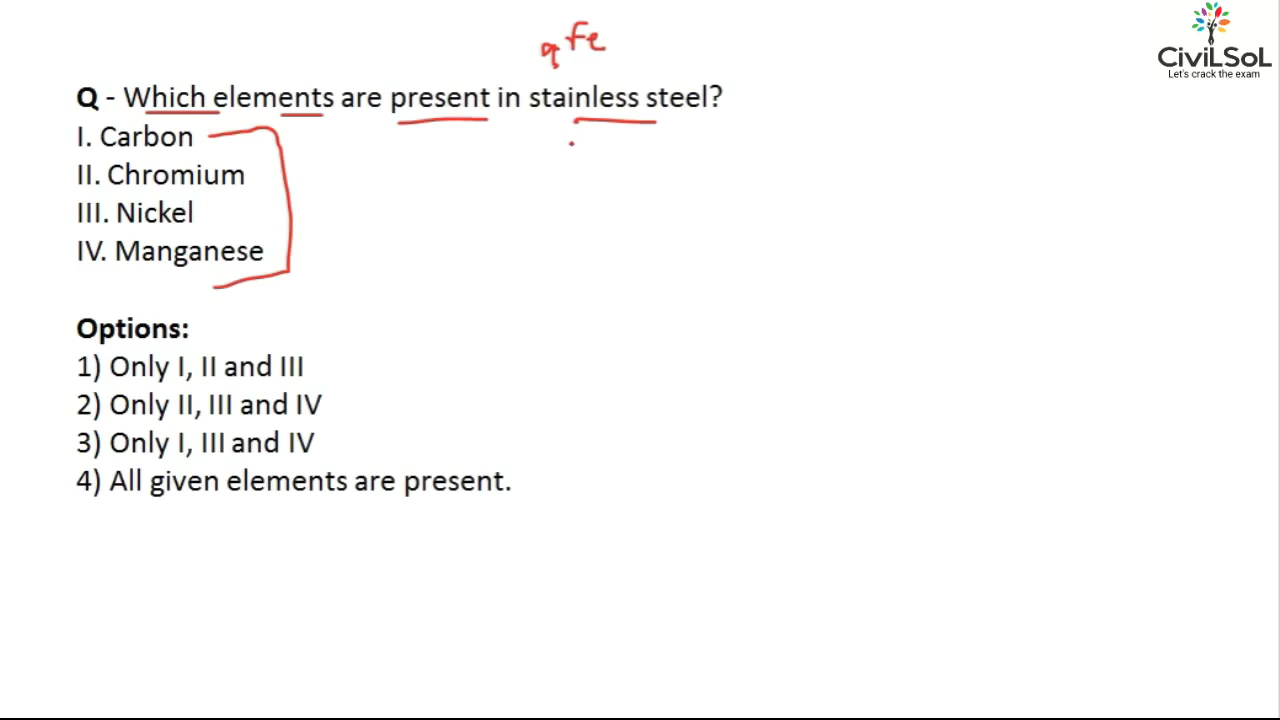 Fe
CiviLSoL
Let's crack the exam
Q - Which elements are present in stainless steel?
I. Carbon
II. Chromium
III. Nickel
IV. Manganese
Options:
1) Only I, II and III
2) Only II, III and IV
3) Only I, III and IV
4) All given elements are present.